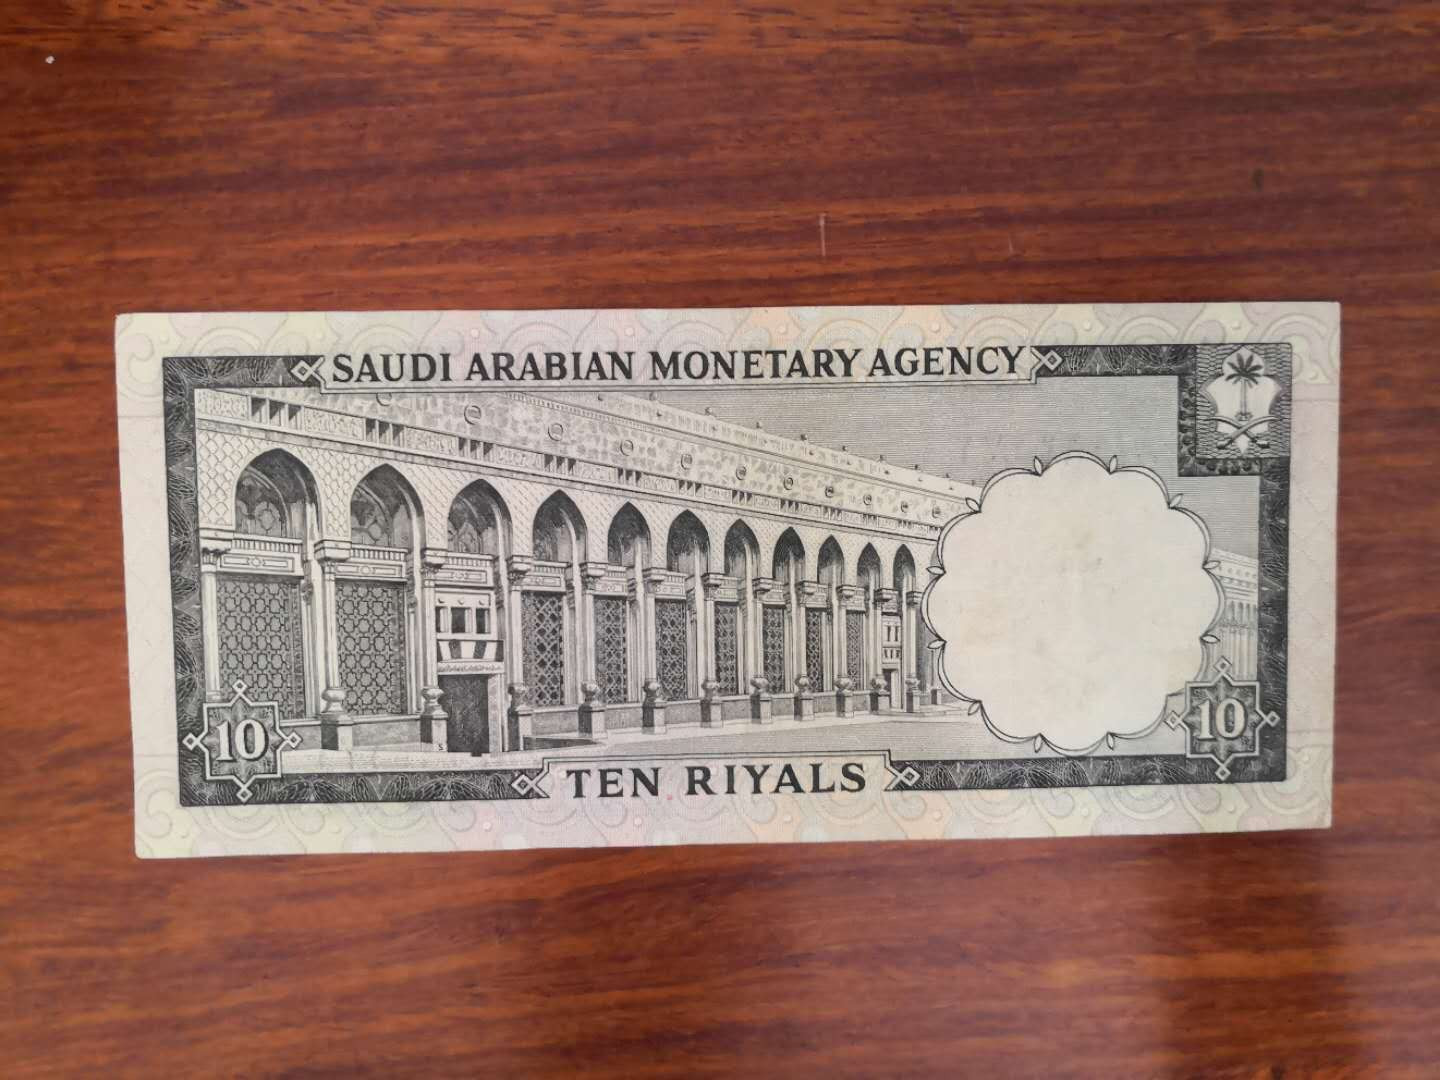 SAUDI ARABIAN MONETARY AGENCY
10
10
TEN RIYALS